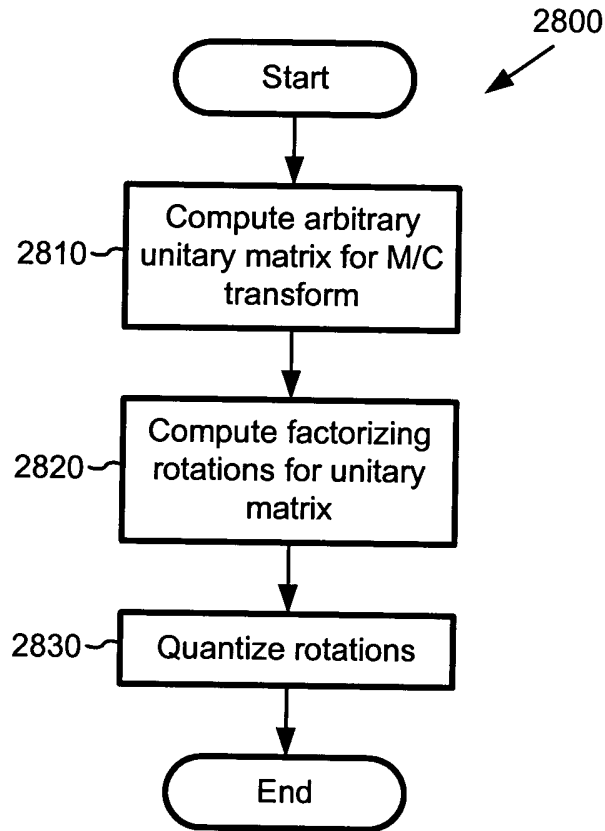 2800
Start
2810
Compute arbitrary
unitary matrix for M/C
transform
2820
Compute factorizing
rotations for unitary
matrix
2830
Quantize rotations
End